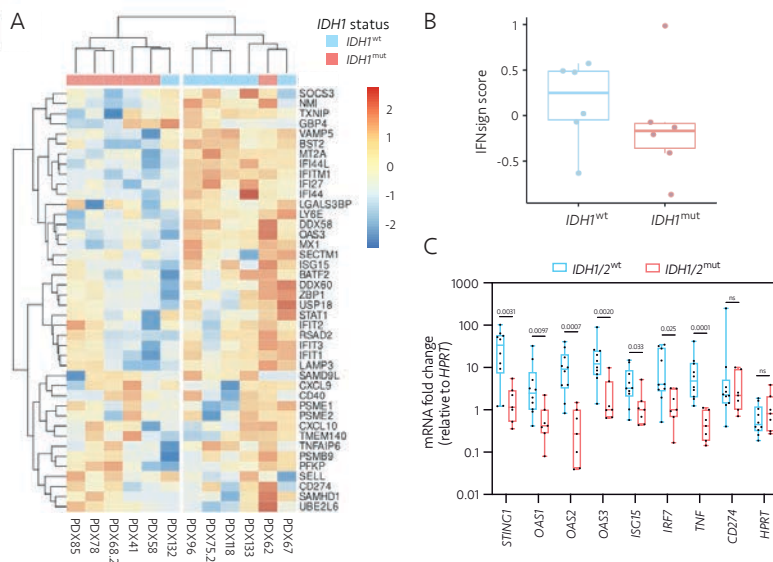 A
IDH1 status
IDH1wt
IDH1mut
SOCS3
NMI
TXNIP
GBP4
VAMP5
BST2
MT2A
IFI44L
IFITM1
IFI27
IFI44
LGALS3BP
LY6E
DDX58
OAS3
MX1
SECTM1
ISG15
BATF2
DDX60
ZBP1
USP18
STAT1
IFIT2
RSAD2
IFIT3
IFIT1
LAMP3
SAMD9L
CXCL9
CD40
PSME1
PSME2
CXCL10
TMEM140
TNFAIP6
PSMB9
PFKP
SELL
CD274
SAMHD1
UBE2L6
2
1
0
-1
-2
PDX85
PDX78
PDX68.2
PDX41
PDX58
PDX132
PDX96
PDX75.2
PDX118
PDX133
PDX62
PDX67
B
IFNsign score
1
0.5
0
-0.5
IDH1wt
IDH1mut
C
IDH1/2wt
IDH1/2mut
mRNA fold change
(relative to HPRT)
1000
100
10
1
0.1
0.01
0.0031
0.0097
0.0007
0.0020
0.033
0.025
0.0001
ns
ns
STING1
OAS1
OAS2
OAS3
ISG15
IRF7
TNF
CD274
HPRT